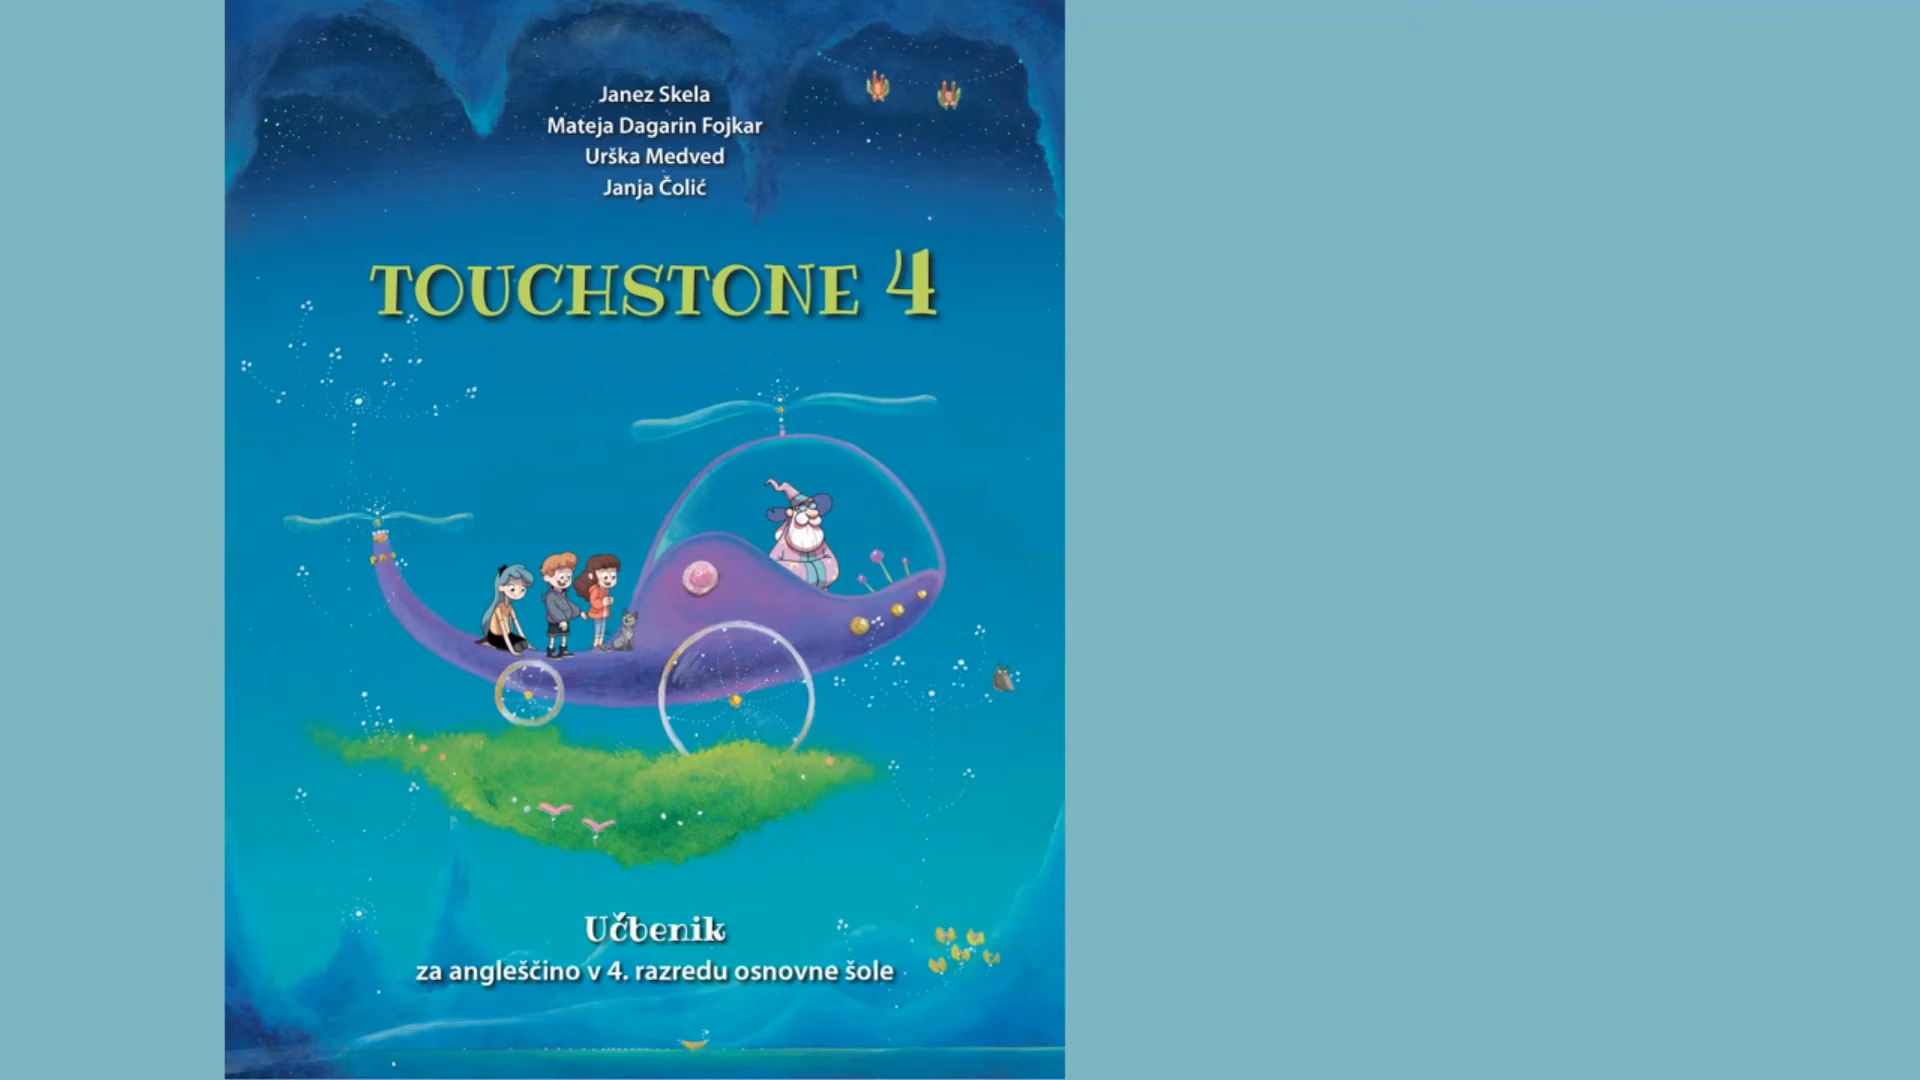 Janez Skela
Mateja Dagarin Fojkar
Urška Medved
Janja Čolić
TOUCHSTONE 4
Učbenik
za angleščino v 4. razredu osnovne šole